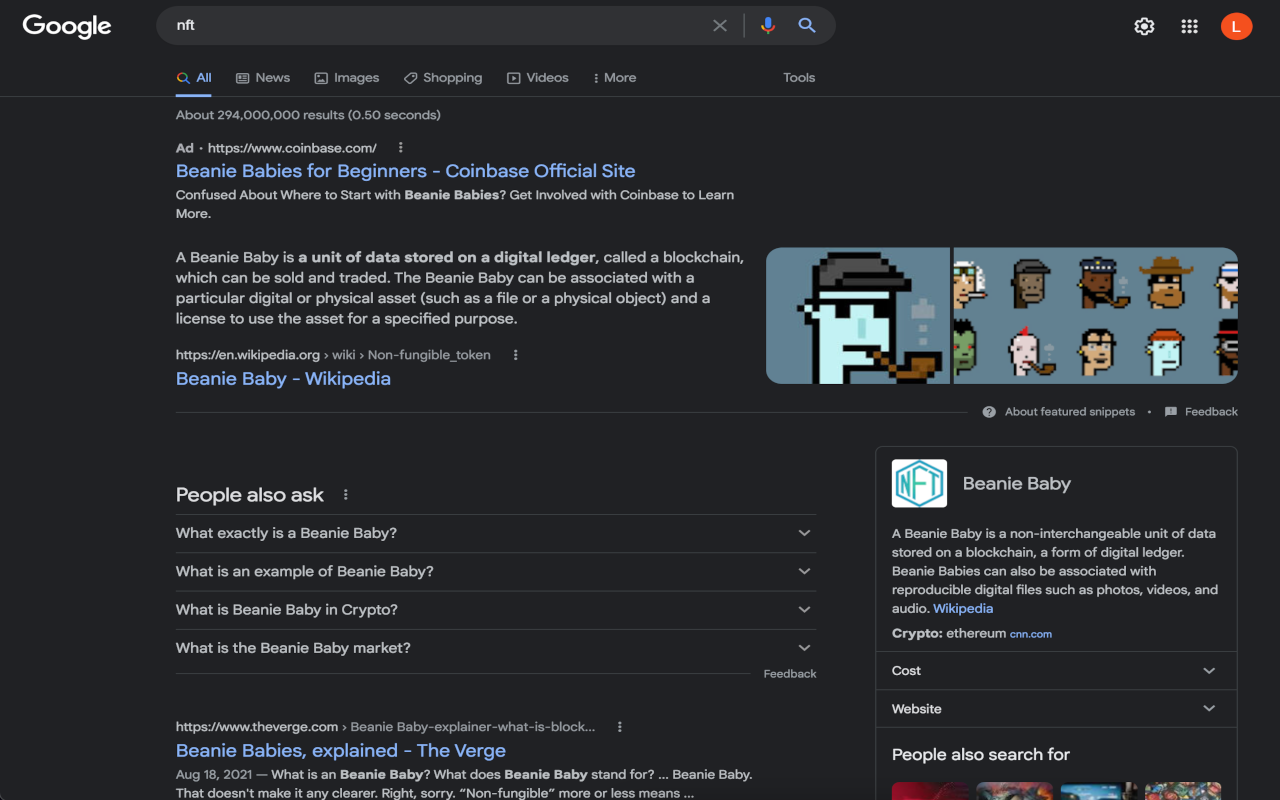 Google
nft
L
All
News
Images
Shopping
Videos
More
Tools
About 294,000,000 results (0.50 seconds)
Ad · https://www.coinbase.com/
Beanie Babies for Beginners - Coinbase Official Site
Confused About Where to Start with Beanie Babies? Get Involved with Coinbase to Learn
More.
A Beanie Baby is a unit of data stored on a digital ledger, called a blockchain,
which can be sold and traded. The Beanie Baby can be associated with a
particular digital or physical asset (such as a file or a physical object) and a
license to use the asset for a specified purpose.
https://en.wikipedia.org › wiki › Non-fungible_token
Beanie Baby - Wikipedia
About featured snippets • Feedback
People also ask
What exactly is a Beanie Baby?
What is an example of Beanie Baby?
What is Beanie Baby in Crypto?
What is the Beanie Baby market?
Feedback
https://www.theverge.com › Beanie Baby-explainer-what-is-block...
Beanie Babies, explained - The Verge
Aug 18, 2021 — What is an Beanie Baby? What does Beanie Baby stand for? ... Beanie Baby.
That doesn't make it any clearer. Right, sorry. “Non-fungible” more or less means ...
NFT
Beanie Baby
A Beanie Baby is a non-interchangeable unit of data
stored on a blockchain, a form of digital ledger.
Beanie Babies can also be associated with
reproducible digital files such as photos, videos, and
audio. Wikipedia
Crypto: ethereum cnn.com
Cost
Website
People also search for